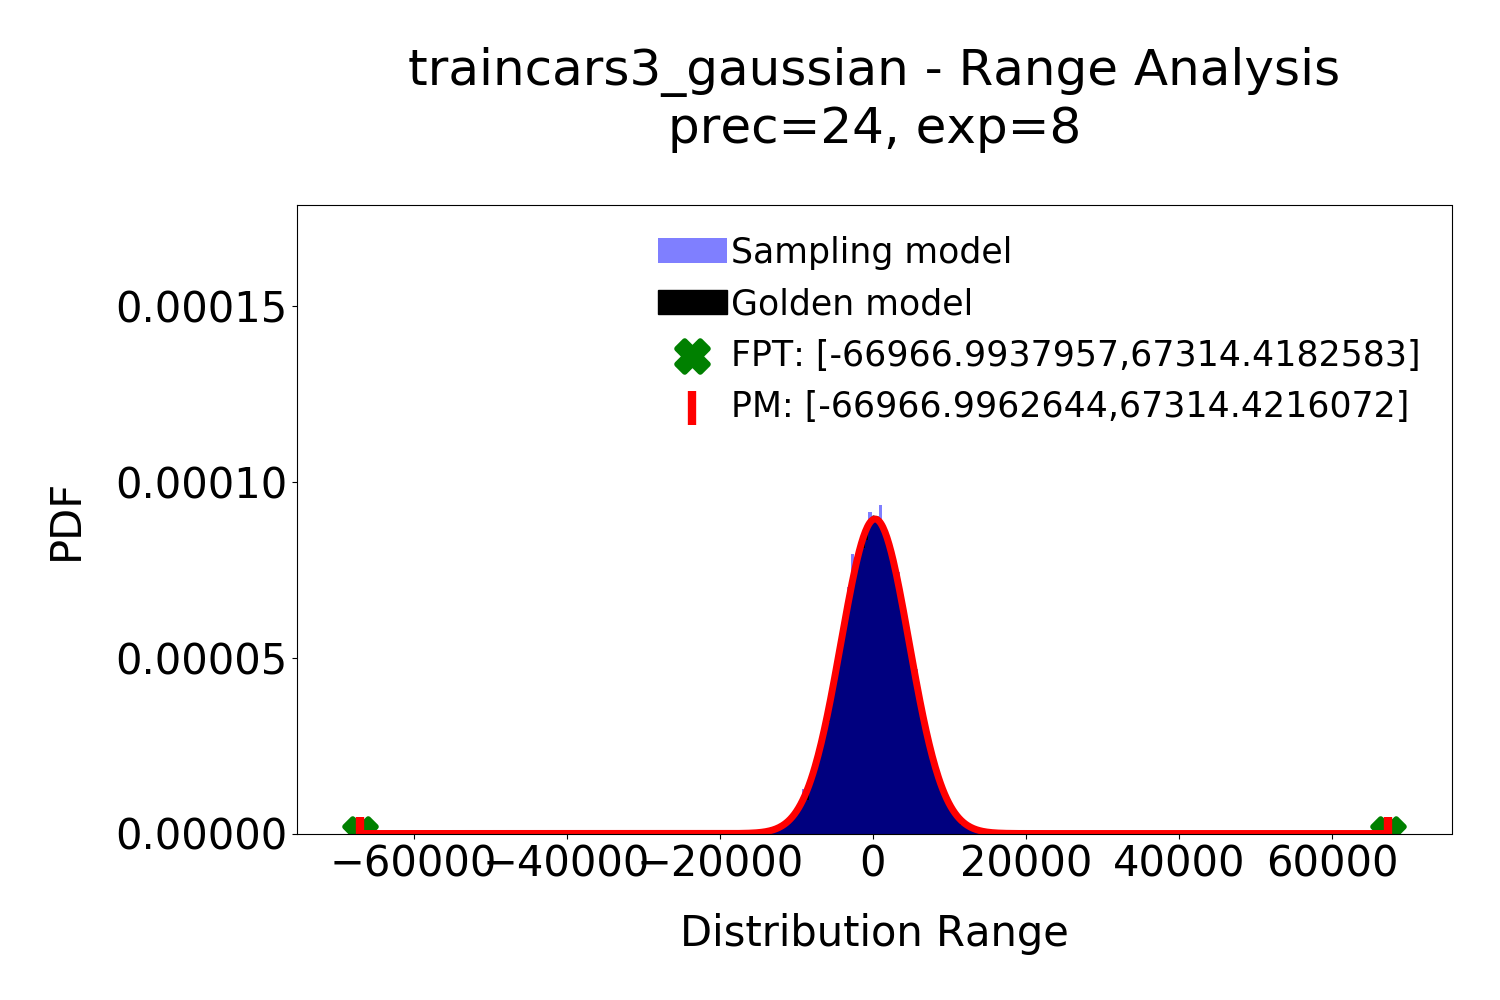 traincars3_gaussian - Range Analysis
prec=24, exp=8
Sampling model
Golden model
FPT: [-66966.9937957,67314.4182583]
PM: [-66966.9962644,67314.4216072]
PDF
0.00015
0.00010
0.00005
0.00000
−60000 −40000 −20000 0 20000 40000 60000
Distribution Range